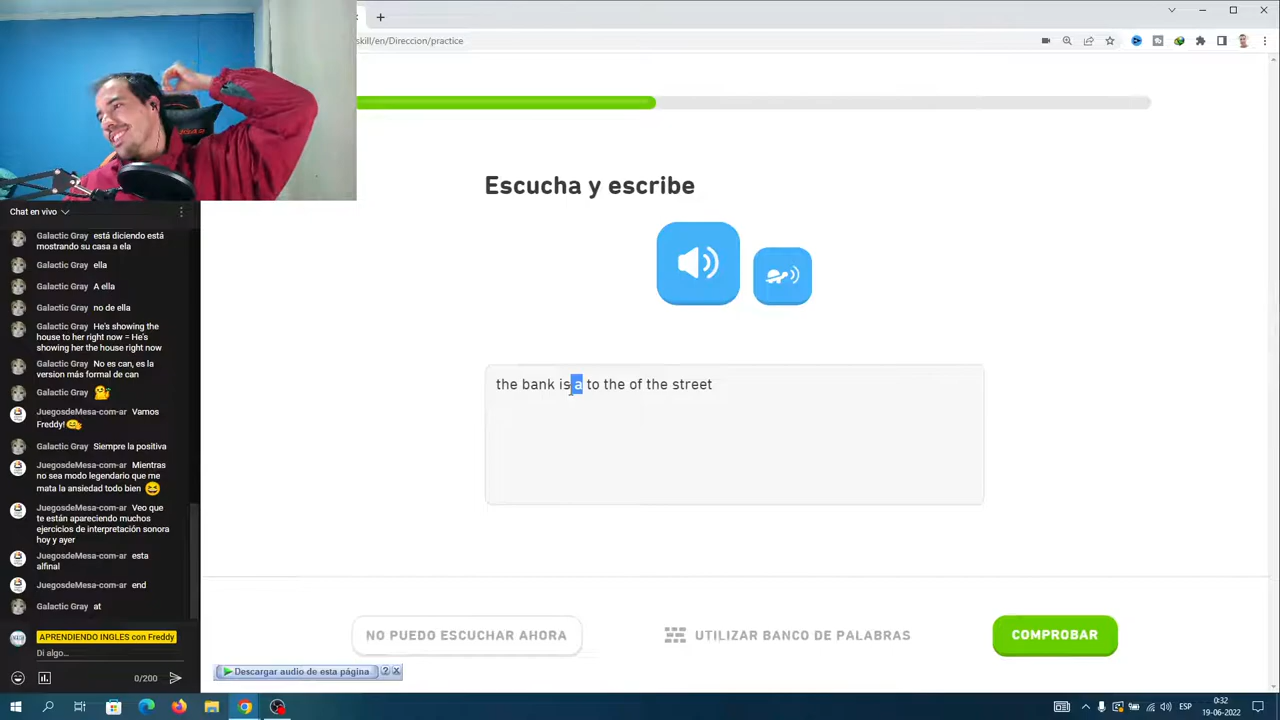 skill/en/Direccion/practice
Escucha y escribe
Chat en vivo
Galactic Gray está diciendo está
mostrando su casa a ela
Galactic Gray ella
Galactic Gray A ella
Galactic Gray no de ella
Galactic Gray He's showing the
house to her right now = He's
showing her the house right now
Galactic Gray No es can, es la
version más formal de can
Galactic Gray
JuegosdeMesa-com-ar Vamos
Freddy!
Galactic Gray Siempre la positiva
JuegosdeMesa-com-ar Mientras
no sea modo legendario que me
mata la ansiedad todo bien
JuegosdeMesa-com-ar Veo que
te están apareciendo muchos
ejercicios de interpretación sonora
hoy y ayer
JuegosdeMesa-com-ar esta
alfinal
JuegosdeMesa-com-ar end
Galactic Gray at
APRENDIENDO INGLES con Freddy
Di algo...
0/200
the bank is a to the of the street
NO PUEDO ESCUCHAR AHORA
UTILIZAR BANCO DE PALABRAS
COMPROBAR
Descargar audio de esta página ? X
ESP
0:32
19-06-2022